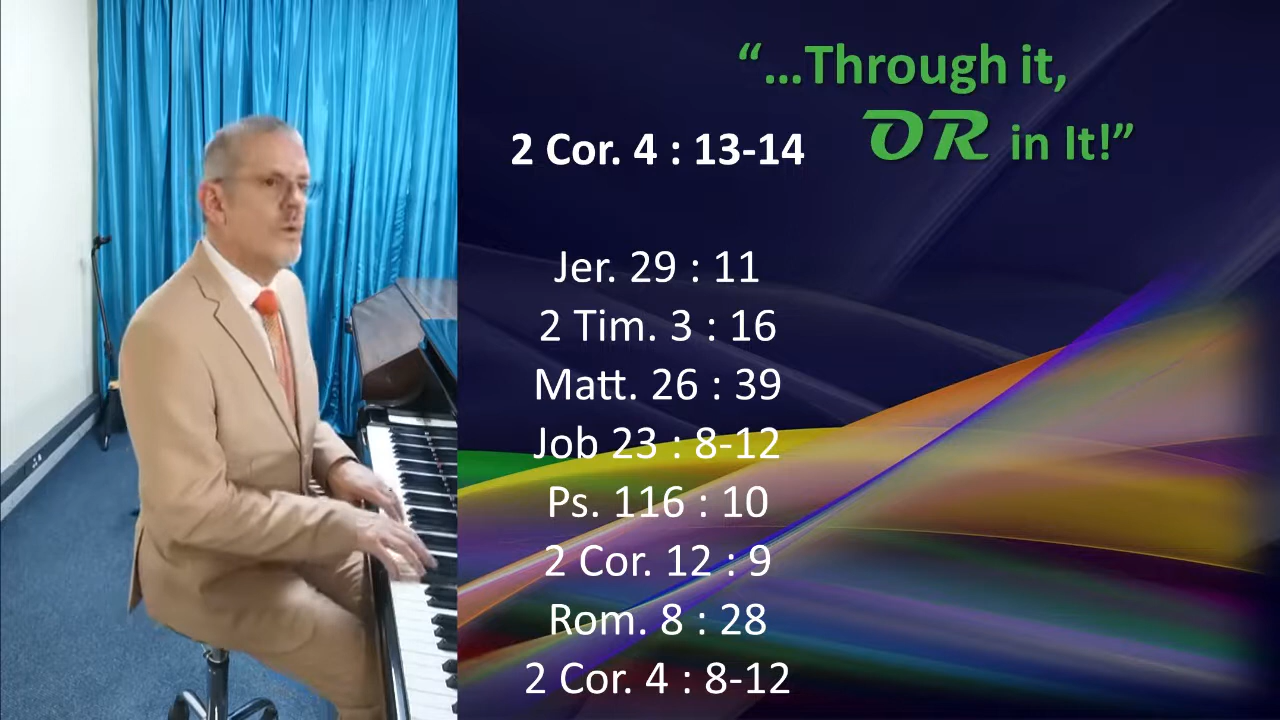 “...Through it,
OR in It!”
2 Cor. 4 : 13-14
Jer. 29 : 11
2 Tim. 3 : 16
Matt. 26 : 39
Job 23 : 8-12
Ps. 116 : 10
2 Cor. 12 : 9
Rom. 8 : 28
2 Cor. 4 : 8-12